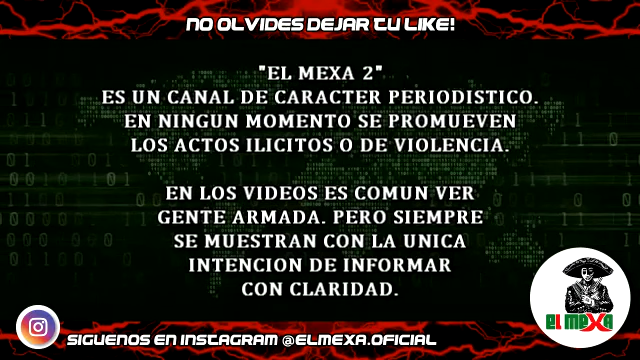 NO OLVIDES DEJAR TU LIKE!
"EL MEXA 2"
ES UN CANAL DE CARACTER PERIODISTICO.
EN NINGUN MOMENTO SE PROMUEVEN
LOS ACTOS ILICITOS O DE VIOLENCIA.
EN LOS VIDEOS ES COMUN VER
GENTE ARMADA. PERO SIEMPRE
SE MUESTRAN CON LA UNICA
INTENCION DE INFORMAR
CON CLARIDAD.
EL MEXA
SIGUENOS EN INSTAGRAM @ELMEXA.OFICIAL